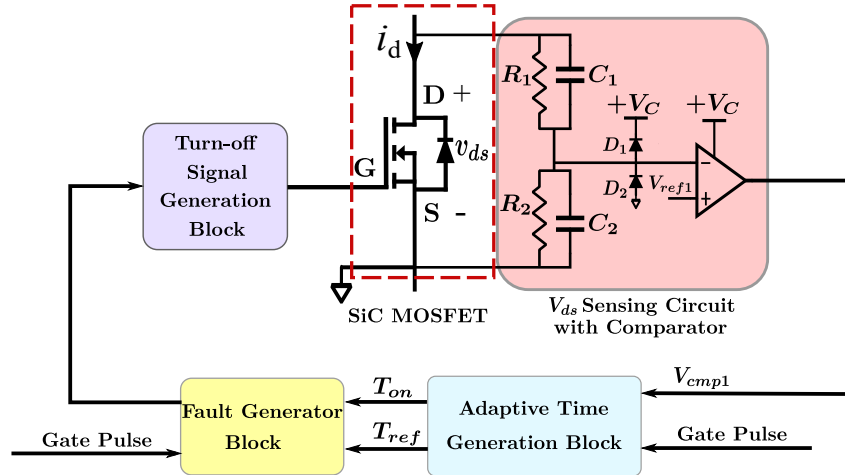 i_d
R_1
C_1
D +
+V_C
+V_C
Turn-off
Signal
Generation
Block
G
v_ds
D_1
−
D_2
V_ref1
+
R_2
S -
C_2
SiC MOSFET
V_ds Sensing Circuit
with Comparator
T_on
V_cmp1
Fault Generator
Block
Adaptive Time
Generation Block
Gate Pulse
T_ref
Gate Pulse